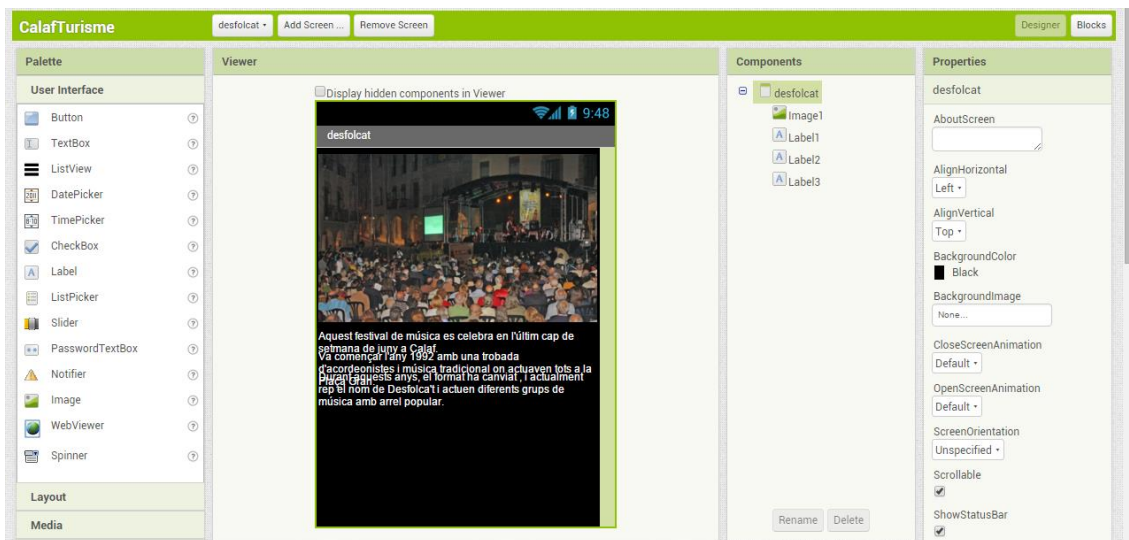 CalafTurisme
desfolcat
Add Screen ...
Remove Screen
Designer
Blocks
Palette
User Interface
Button
TextBox
ListView
DatePicker
TimePicker
CheckBox
Label
ListPicker
Slider
PasswordTextBox
Notifier
Image
WebViewer
Spinner
Layout
Media
Viewer
Display hidden components in Viewer
9:48
desfolcat
Aquest festival de música es celebra en l'últim cap de
setmana de juny a Calaf.
Va començar l'any 1992 amb una trobada
d'acordeonistes i música tradicional on actuaven tots a la
Plaça Gran.
Durant aquests anys, el format ha canviat , i actualment
rep el nom de Desfolca't i actuen diferents grups de
música amb arrel popular.
Components
desfolcat
Image1
Label1
Label2
Label3
Rename
Delete
Properties
desfolcat
AboutScreen
AlignHorizontal
Left
AlignVertical
Top
BackgroundColor
Black
BackgroundImage
None...
CloseScreenAnimation
Default
OpenScreenAnimation
Default
ScreenOrientation
Unspecified
Scrollable
ShowStatusBar